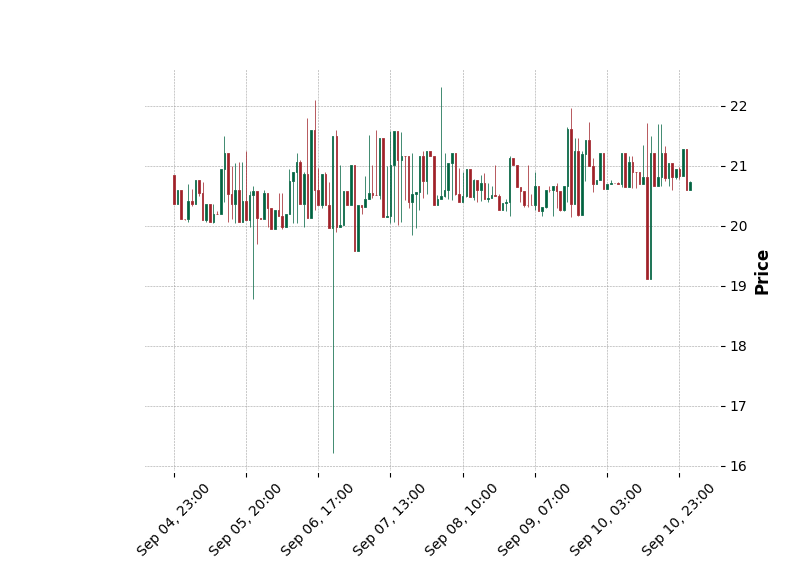 22
21
20
19
18
17
16
Price
Sep 04, 23:00
Sep 05, 20:00
Sep 06, 17:00
Sep 07, 13:00
Sep 08, 10:00
Sep 09, 07:00
Sep 10, 03:00
Sep 10, 23:00